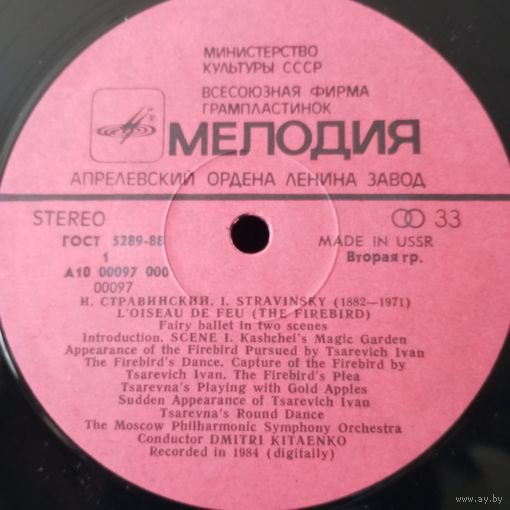 МИНИСТЕРСТВО
КУЛЬТУРЫ СССР
ВСЕСОЮЗНАЯ ФИРМА
ГРАМПЛАСТИНОК
МЕЛОДИЯ
АПРЕЛЕВСКИЙ ОРДЕНА ЛЕНИНА ЗАВОД
STEREO 33
ГОСТ 5289-88 MADE IN USSR
1 Вторая гр.
А10 00097 000
00097
И. СТРАВИНСКИЙ. I. STRAVINSKY (1882—1971)
L'OISEAU DE FEU (THE FIREBIRD)
Fairy ballet in two scenes
Introduction. SCENE I. Kashchei's Magic Garden
Appearance of the Firebird Pursued by Tsarevich Ivan
The Firebird's Dance. Capture of the Firebird by
Tsarevich Ivan. The Firebird's Plea
Tsarevna's Playing with Gold Apples
Sudden Appearance of Tsarevich Ivan
Tsarevna's Round Dance
The Moscow Philharmonic Symphony Orchestra
Conductor DMITRI KITAENKO
Recorded in 1984 (digitally)
www.ay.by